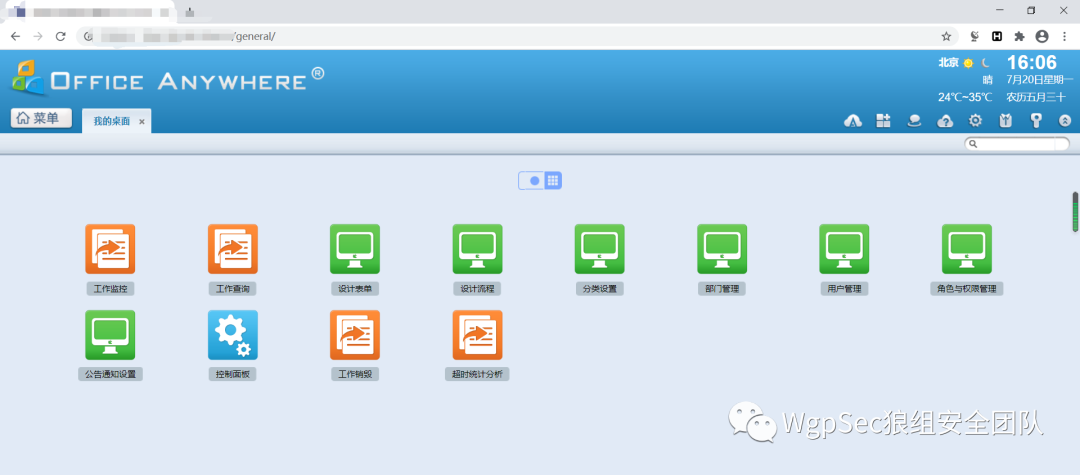 /general/
OFFICE ANYWHERE®
北京
晴
24℃~35℃
16:06
7月20日星期一
农历五月三十
菜单
我的桌面
工作监控
工作查询
设计表单
设计流程
分类设置
部门管理
用户管理
角色与权限管理
公告通知设置
控制面板
工作销毁
超时统计分析
WgpSec狼组安全团队